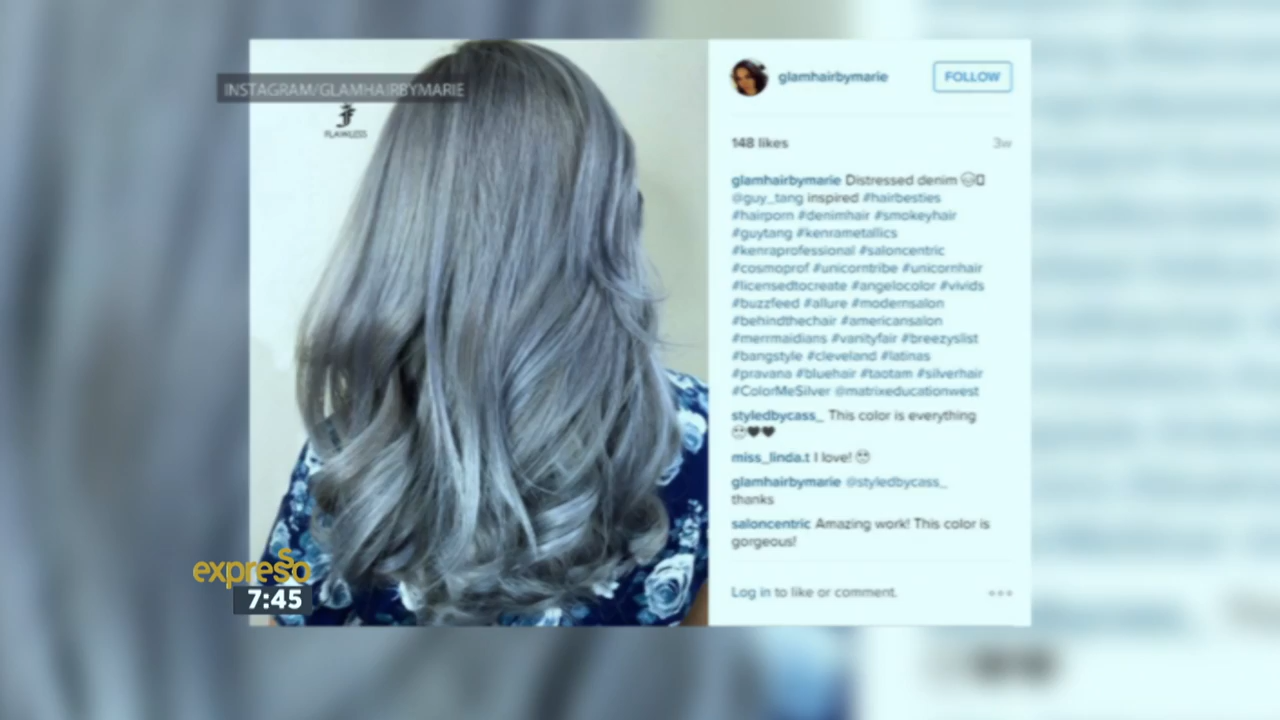 INSTAGRAM/GLAMHAIRBYMARIE
FLAWLESS
glamhairbymarie FOLLOW
148 likes 3w
glamhairbymarie Distressed denim
@guy_tang inspired #hairbesties
#hairporn #denimhair #smokeyhair
#guytang #kenrametallics
#kenraprofessional #saloncentric
#cosmoprof #unicorntribe #unicornhair
#licensedtocreate #angelocolor #vivids
#buzzfeed #allure #modernsalon
#behindthechair #americansalon
#merrmaidians #vanityfair #breezyslist
#bangstyle #cleveland #latinas
#pravana #bluehair #taotam #silverhair
#ColorMeSilver @matrixeducationwest
styledbycass_ This color is everything
🖤🖤
miss_linda.t I love!
glamhairbymarie @styledbycass_
thanks
saloncentric Amazing work! This color is
gorgeous!
Log in to like or comment.
expresso
7:45